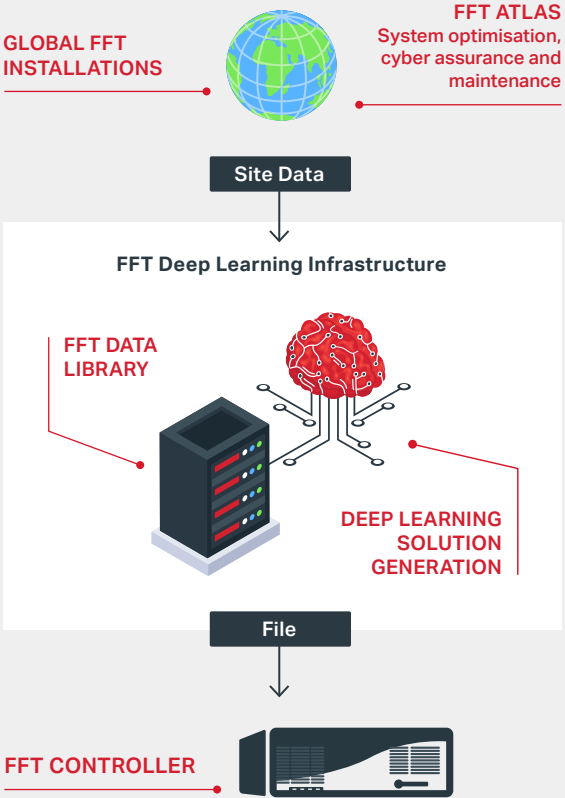 GLOBAL FFT
INSTALLATIONS
FFT ATLAS
System optimisation,
cyber assurance and
maintenance
Site Data
FFT Deep Learning Infrastructure
FFT DATA
LIBRARY
DEEP LEARNING
SOLUTION
GENERATION
File
FFT CONTROLLER